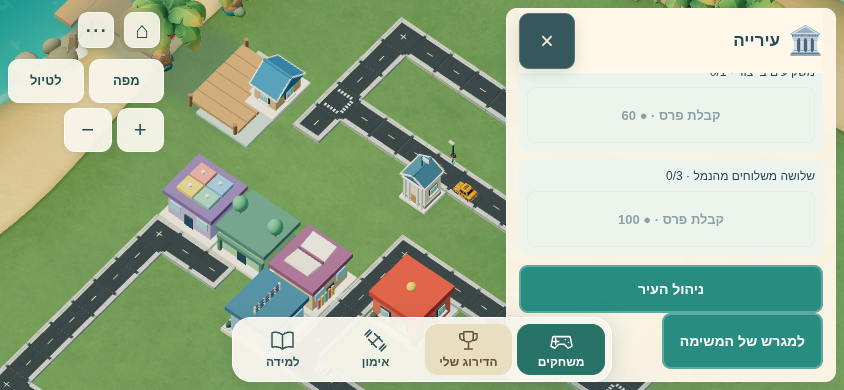 עירייה
קבלת פרס · ● 60
שלושה משלוחים מהנמל · 0/3
קבלת פרס · ● 100
ניהול העיר
למגרש של המשימה
מפה
לטיול
משחקים
הדירוג שלי
אימון
למידה